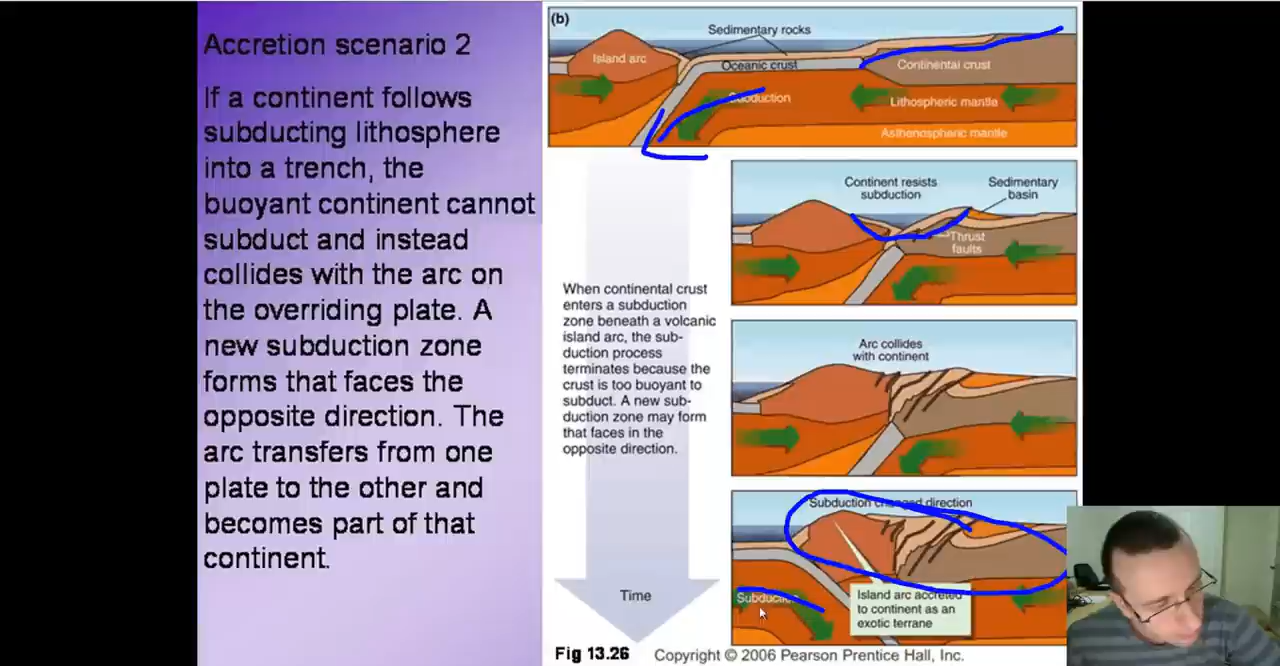 Accretion scenario 2
If a continent follows
subducting lithosphere
into a trench, the
buoyant continent cannot
subduct and instead
collides with the arc on
the overriding plate. A
new subduction zone
forms that faces the
opposite direction. The
arc transfers from one
plate to the other and
becomes part of that
continent.
(b)
Sedimentary rocks
Island arc
Oceanic crust
Continental crust
Subduction
Lithospheric mantle
Asthenospheric mantle
Continent resists
subduction
Sedimentary
basin
Thrust
faults
When continental crust
enters a subduction
zone beneath a volcanic
island arc, the sub-
duction process
terminates because the
crust is too buoyant to
subduct. A new sub-
duction zone may form
that faces in the
opposite direction.
Arc collides
with continent
Subduction changed direction
Subduction
Island arc accreted
to continent as an
exotic terrane
Time
Fig 13.26
Copyright © 2006 Pearson Prentice Hall, Inc.